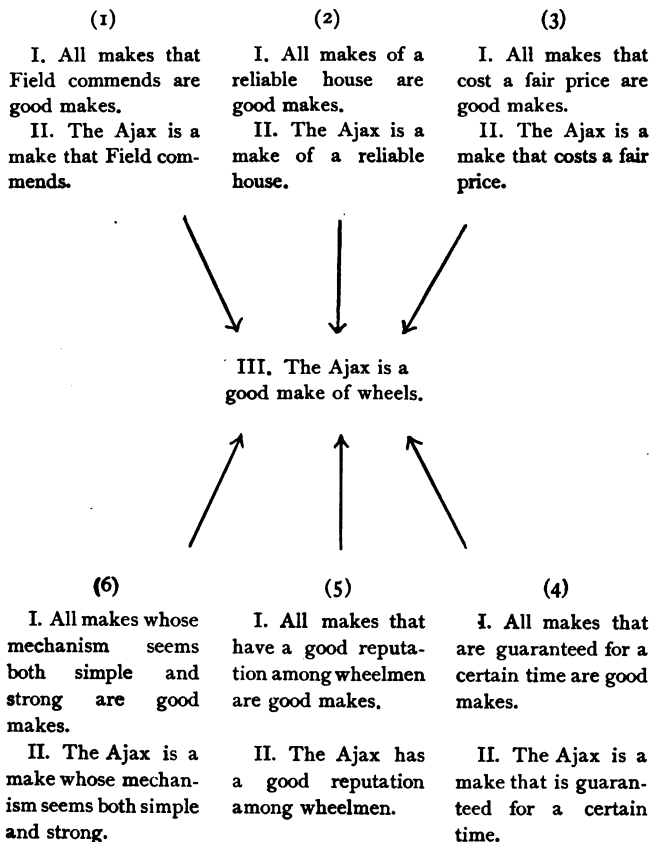 (1)
I. All makes that
Field commends are
good makes.
II. The Ajax is a
make that Field com-
mends.
(2)
I. All makes of a
reliable house are
good makes.
II. The Ajax is a
make of a reliable
house.
(3)
I. All makes that
cost a fair price are
good makes.
II. The Ajax is a
make that costs a fair
price.
III. The Ajax is a
good make of wheels.
(6)
I. All makes whose
mechanism seems
both simple and
strong are good
makes.
II. The Ajax is a
make whose mechan-
ism seems both simple
and strong.
(5)
I. All makes that
have a good reputa-
tion among wheelmen
are good makes.
II. The Ajax has
a good reputation
among wheelmen.
(4)
I. All makes that
are guaranteed for a
certain time are good
makes.
II. The Ajax is a
make that is guaran-
teed for a certain
time.